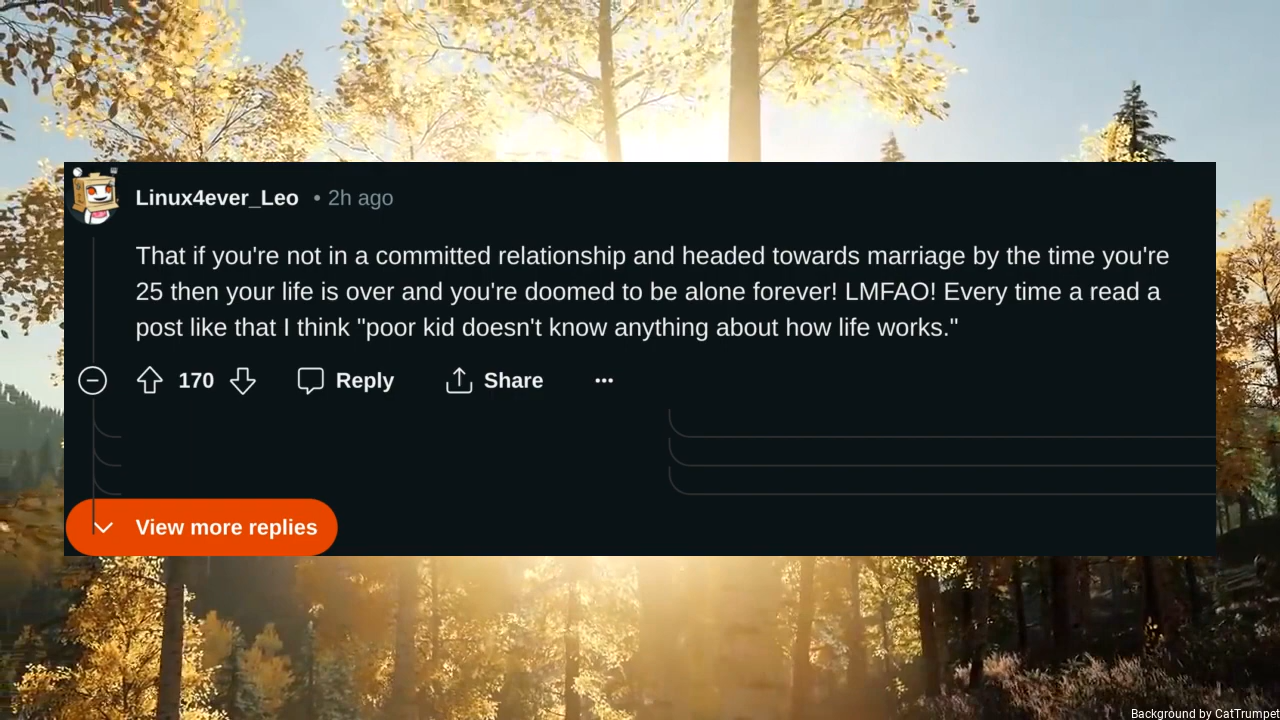 Linux4ever_Leo • 2h ago
That if you're not in a committed relationship and headed towards marriage by the time you're
25 then your life is over and you're doomed to be alone forever! LMFAO! Every time a read a
post like that I think "poor kid doesn't know anything about how life works."
170 Reply Share ···
View more replies
Background by CatTrumpet